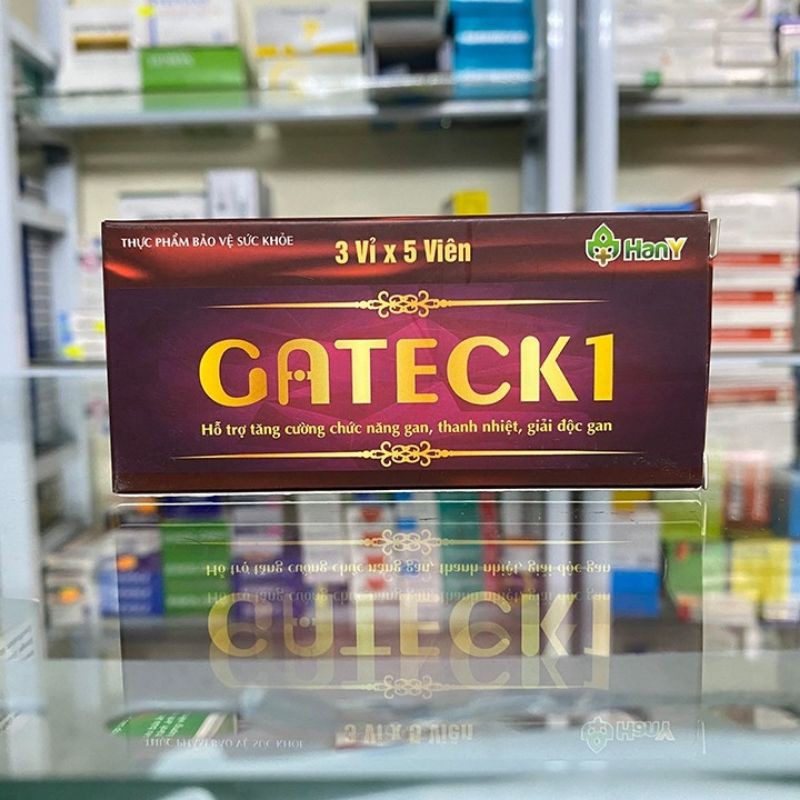 THỰC PHẨM BẢO VỆ SỨC KHỎE
3 Vỉ x 5 Viên
HanY
GATECK1
Hỗ trợ tăng cường chức năng gan, thanh nhiệt, giải độc gan